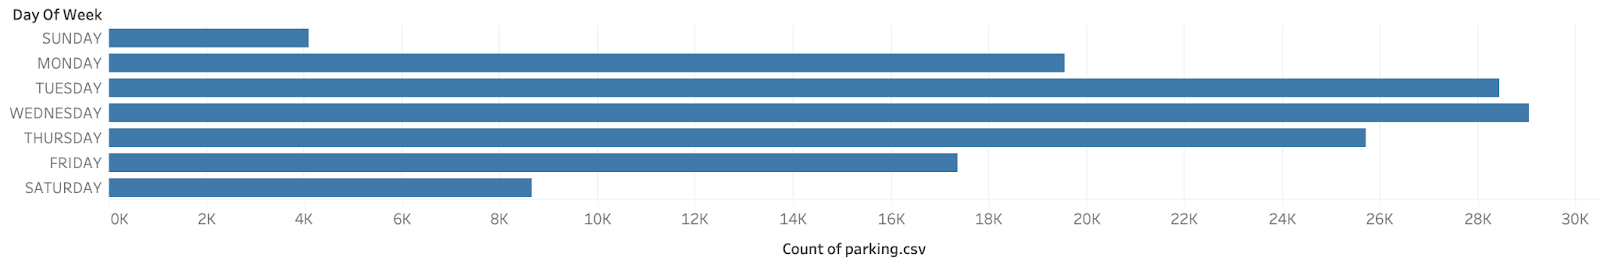 Day Of Week
SUNDAY
MONDAY
TUESDAY
WEDNESDAY
THURSDAY
FRIDAY
SATURDAY
0K 2K 4K 6K 8K 10K 12K 14K 16K 18K 20K 22K 24K 26K 28K 30K
Count of parking.csv